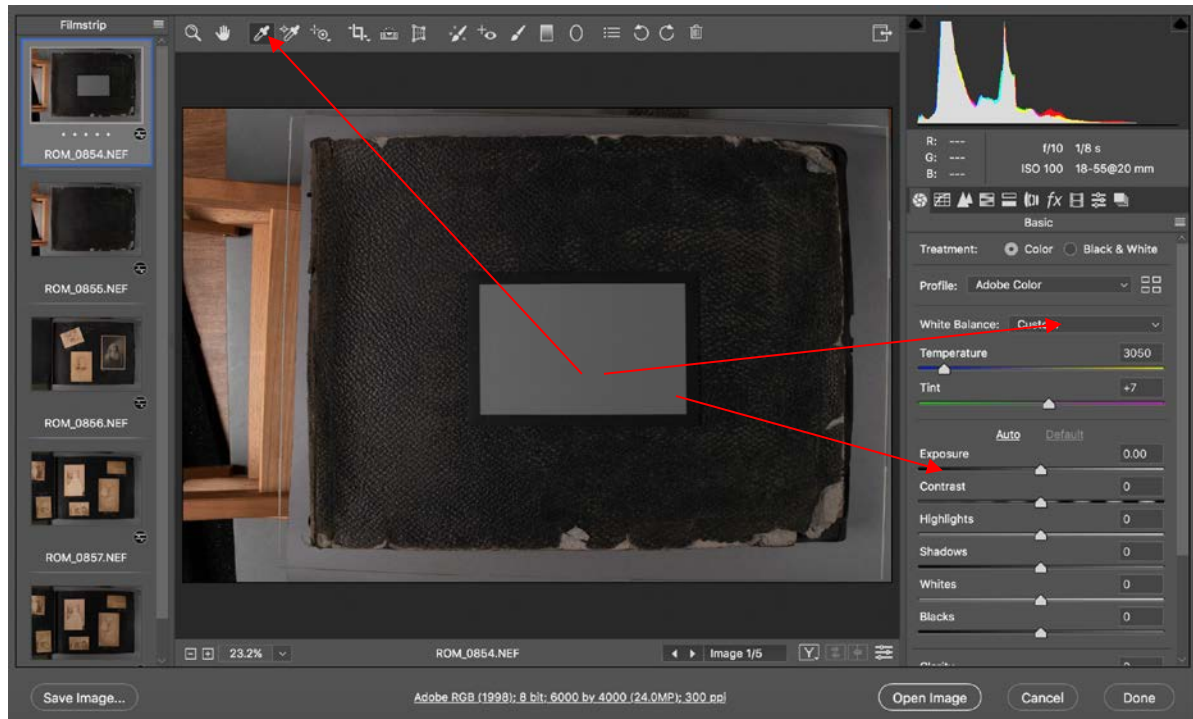 Filmstrip
ROM_0854.NEF
ROM_0855.NEF
ROM_0856.NEF
ROM_0857.NEF
R: ---
G: ---
B: ---
f/10 1/8 s
ISO 100 18-55@20 mm
fx
Basic
Treatment: Color Black & White
Profile: Adobe Color
White Balance: Custom
Temperature 3050
Tint +7
Auto Default
Exposure 0.00
Contrast 0
Highlights 0
Shadows 0
Whites 0
Blacks 0
23.2% ROM_0854.NEF Image 1/5 Y
Save Image... Adobe RGB (1998); 8 bit; 6000 by 4000 (24.0MP); 300 ppi Open Image Cancel Done